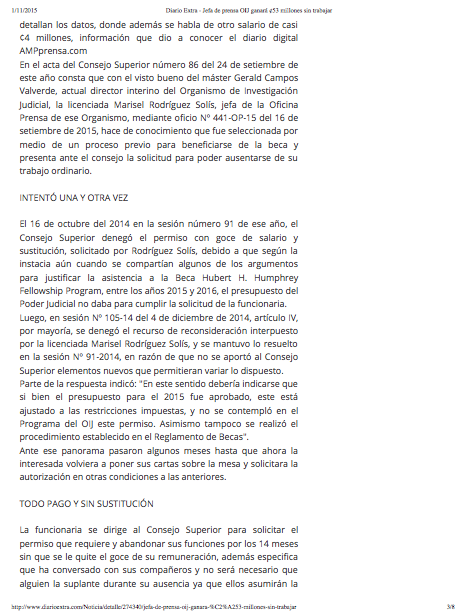 1/11/2015
Diario Extra - Jefa de prensa OIJ ganará ¢53 millones sin trabajar
detallan los datos, donde además se habla de otro salario de casi
¢4 millones, información que dio a conocer el diario digital
AMPprensa.com
En el acta del Consejo Superior número 86 del 24 de setiembre de
este año consta que con el visto bueno del máster Gerald Campos
Valverde, actual director interino del Organismo de Investigación
Judicial, la licenciada Marisel Rodríguez Solís, jefa de la Oficina
Prensa de ese Organismo, mediante oficio N° 441-OP-15 del 16 de
setiembre de 2015, hace de conocimiento que fue seleccionada por
medio de un proceso previo para beneficiarse de la beca y
presenta ante el consejo la solicitud para poder ausentarse de su
trabajo ordinario.
INTENTÓ UNA Y OTRA VEZ
El 16 de octubre del 2014 en la sesión número 91 de ese año, el
Consejo Superior denegó el permiso con goce de salario y
sustitución, solicitado por Rodríguez Solís, debido a que según la
instacia aún cuando se compartían algunos de los argumentos
para justificar la asistencia a la Beca Hubert H. Humphrey
Fellowship Program, entre los años 2015 y 2016, el presupuesto del
Poder Judicial no daba para cumplir la solicitud de la funcionaria.
Luego, en sesión N° 105-14 del 4 de diciembre de 2014, artículo IV,
por mayoría, se denegó el recurso de reconsideración interpuesto
por la licenciada Marisel Rodríguez Solís, y se mantuvo lo resuelto
en la sesión N° 91-2014, en razón de que no se aportó al Consejo
Superior elementos nuevos que permitieran variar lo dispuesto.
Parte de la respuesta indicó: "En este sentido debería indicarse que
si bien el presupuesto para el 2015 fue aprobado, este está
ajustado a las restricciones impuestas, y no se contempló en el
Programa del OIJ este permiso. Asimismo tampoco se realizó el
procedimiento establecido en el Reglamento de Becas".
Ante ese panorama pasaron algunos meses hasta que ahora la
interesada volviera a poner sus cartas sobre la mesa y solicitara la
autorización en otras condiciones a las anteriores.
TODO PAGO Y SIN SUSTITUCIÓN
La funcionaria se dirige al Consejo Superior para solicitar el
permiso que requiere y abandonar sus funciones por los 14 meses
sin que se le quite el goce de su remuneración, además especifica
que ha conversado con sus compañeros y no será necesario que
alguien la suplante durante su ausencia ya que ellos asumirán la
http://www.diarioextra.com/Noticia/detalle/274340/jefa-de-prensa-oij-ganara-%C2%A253-millones-sin-trabajar
3/8